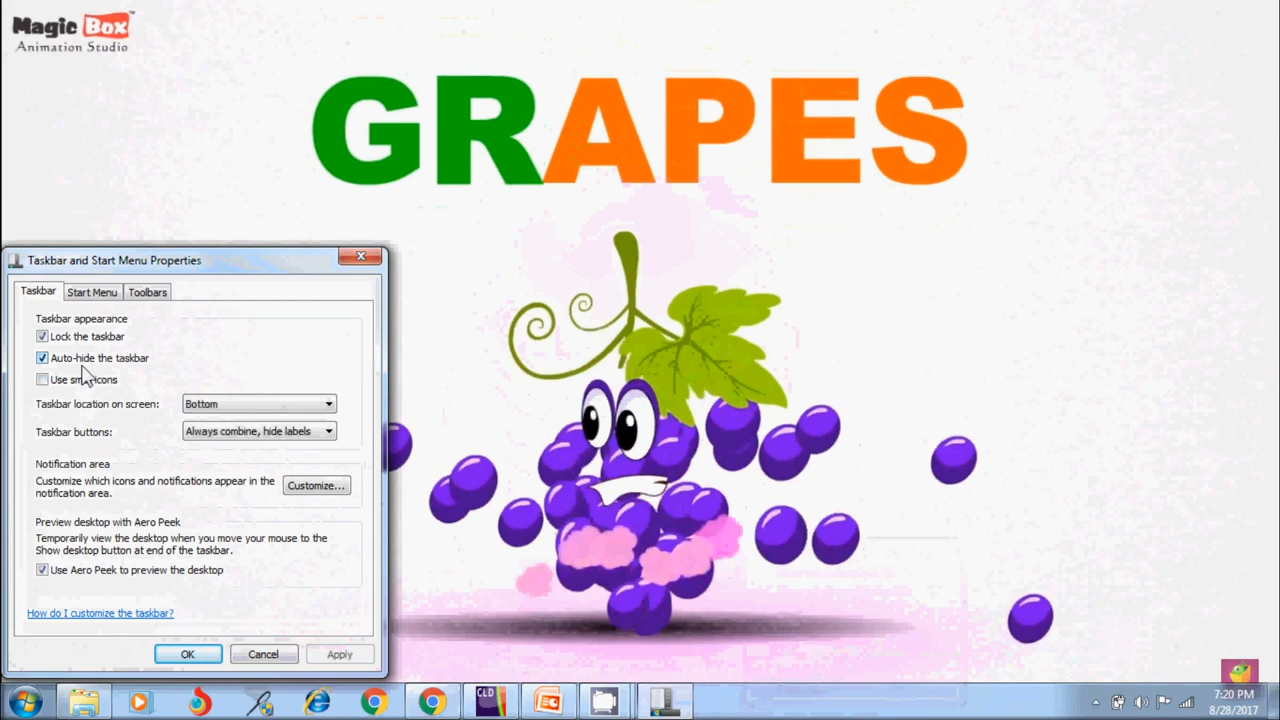 Magic Box
Animation Studio
GRAPES
Taskbar and Start Menu Properties
Taskbar
Start Menu
Toolbars
Taskbar appearance
Lock the taskbar
Auto-hide the taskbar
Use icons
Taskbar location on screen:
Bottom
Taskbar buttons:
Always combine, hide labels
Notification area
Customize which icons and notifications appear in the
notification area.
Customize...
Preview desktop with Aero Peek
Temporarily view the desktop when you move your mouse to the
Show desktop button at end of the taskbar.
Use Aero Peek to preview the desktop
How do I customize the taskbar?
OK
Cancel
Apply
CLD
7:20 PM
8/28/2017